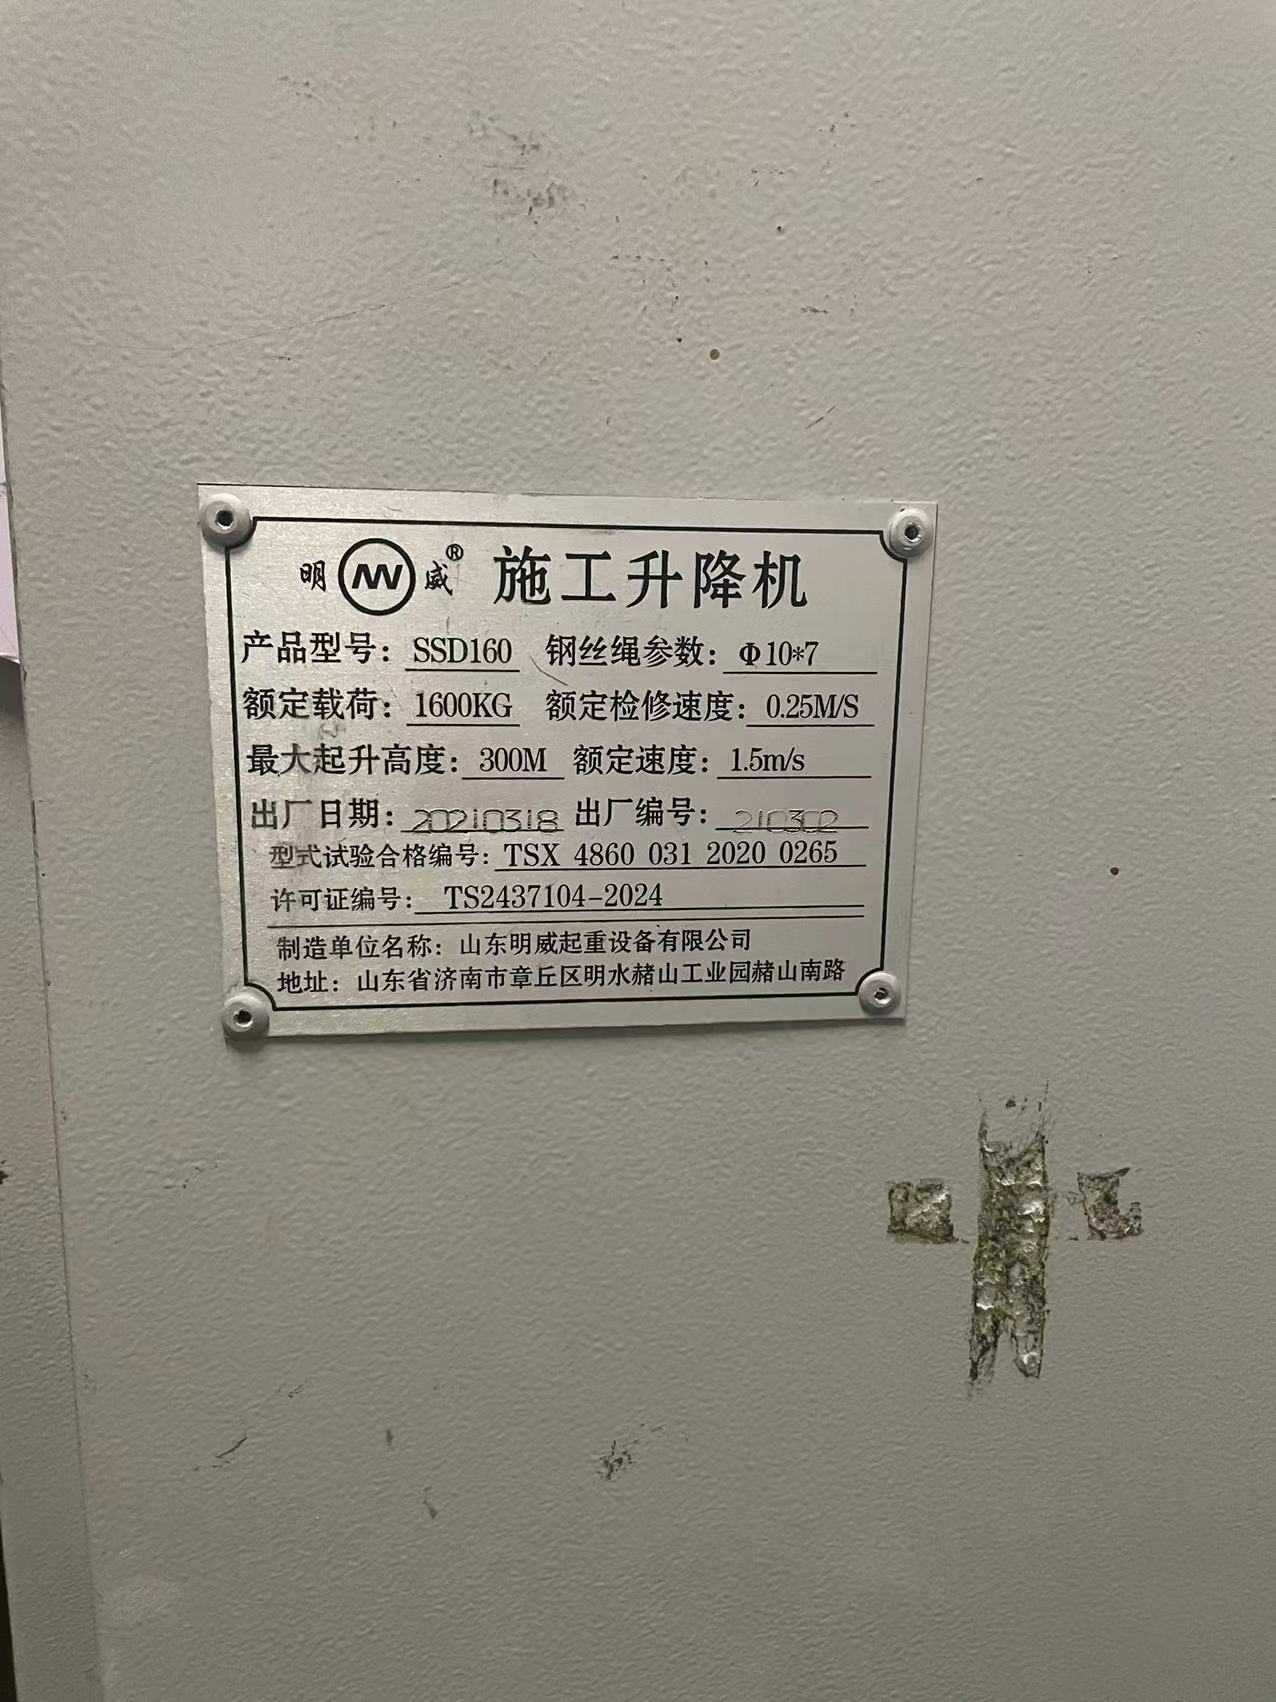 明 威® 施工升降机
产品型号: SSD160 钢丝绳参数: Φ10*7
额定载荷: 1600KG 额定检修速度: 0.25M/S
最大起升高度: 300M 额定速度: 1.5m/s
出厂日期: 20210318 出厂编号: 210302
型式试验合格编号: TSX 4860 031 2020 0265
许可证编号: TS2437104-2024
制造单位名称: 山东明威起重设备有限公司
地址: 山东省济南市章丘区明水赭山工业园赭山南路